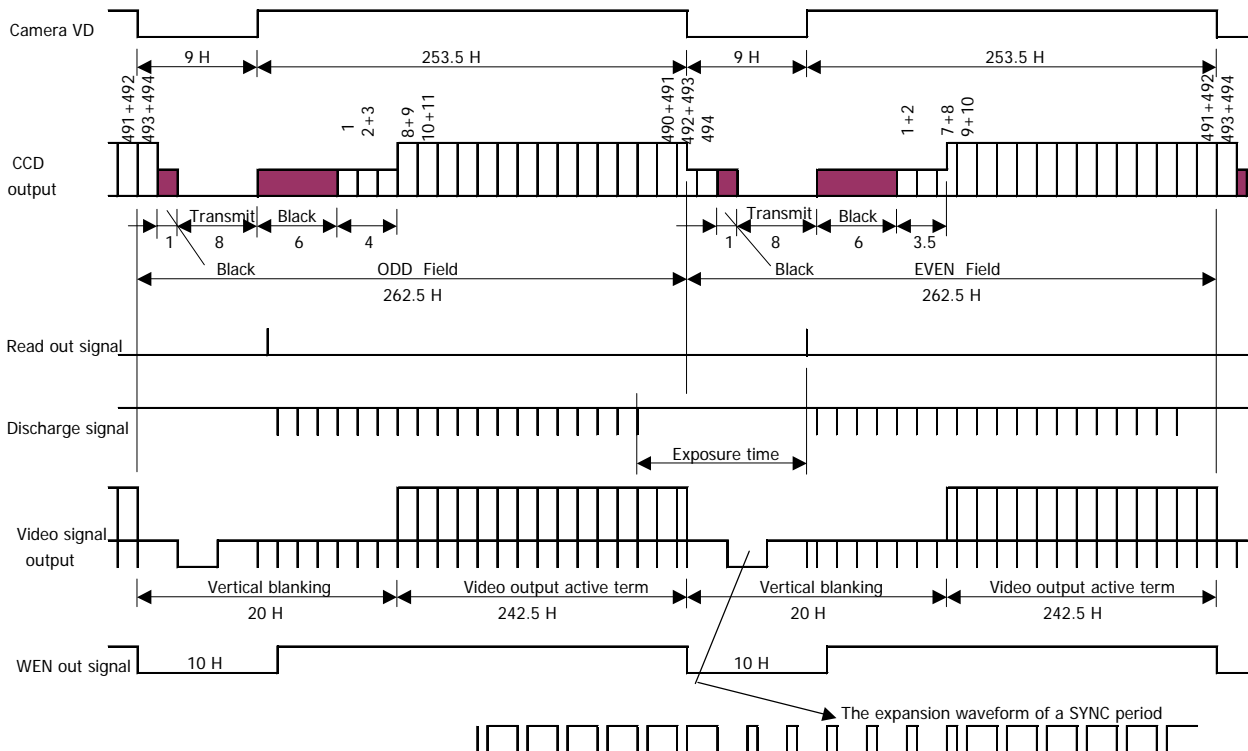 Camera VD
9 H
253.5 H
9 H
253.5 H
491+492
493+494
1
2+3
8+9
10+11
490+491
492+493
494
1+2
7+8
9+10
491+492
493+494
CCD
output
Transmit
Black
Transmit
Black
1
8
6
4
1
8
6
3.5
Black
ODD Field
Black
EVEN Field
262.5 H
262.5 H
Read out signal
Discharge signal
Exposure time
Video signal
output
Vertical blanking
Video output active term
Vertical blanking
Video output active term
20 H
242.5 H
20 H
242.5 H
WEN out signal
10 H
10 H
The expansion waveform of a SYNC period